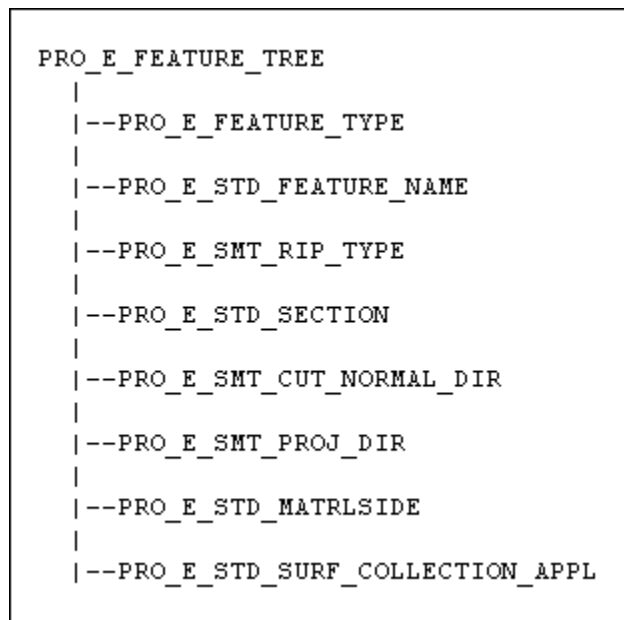 PRO_E_FEATURE_TREE
|
|--PRO_E_FEATURE_TYPE
|
|--PRO_E_STD_FEATURE_NAME
|
|--PRO_E_SMT_RIP_TYPE
|
|--PRO_E_STD_SECTION
|
|--PRO_E_SMT_CUT_NORMAL_DIR
|
|--PRO_E_SMT_PROJ_DIR
|
|--PRO_E_STD_MATRLSIDE
|
|--PRO_E_STD_SURF_COLLECTION_APPL